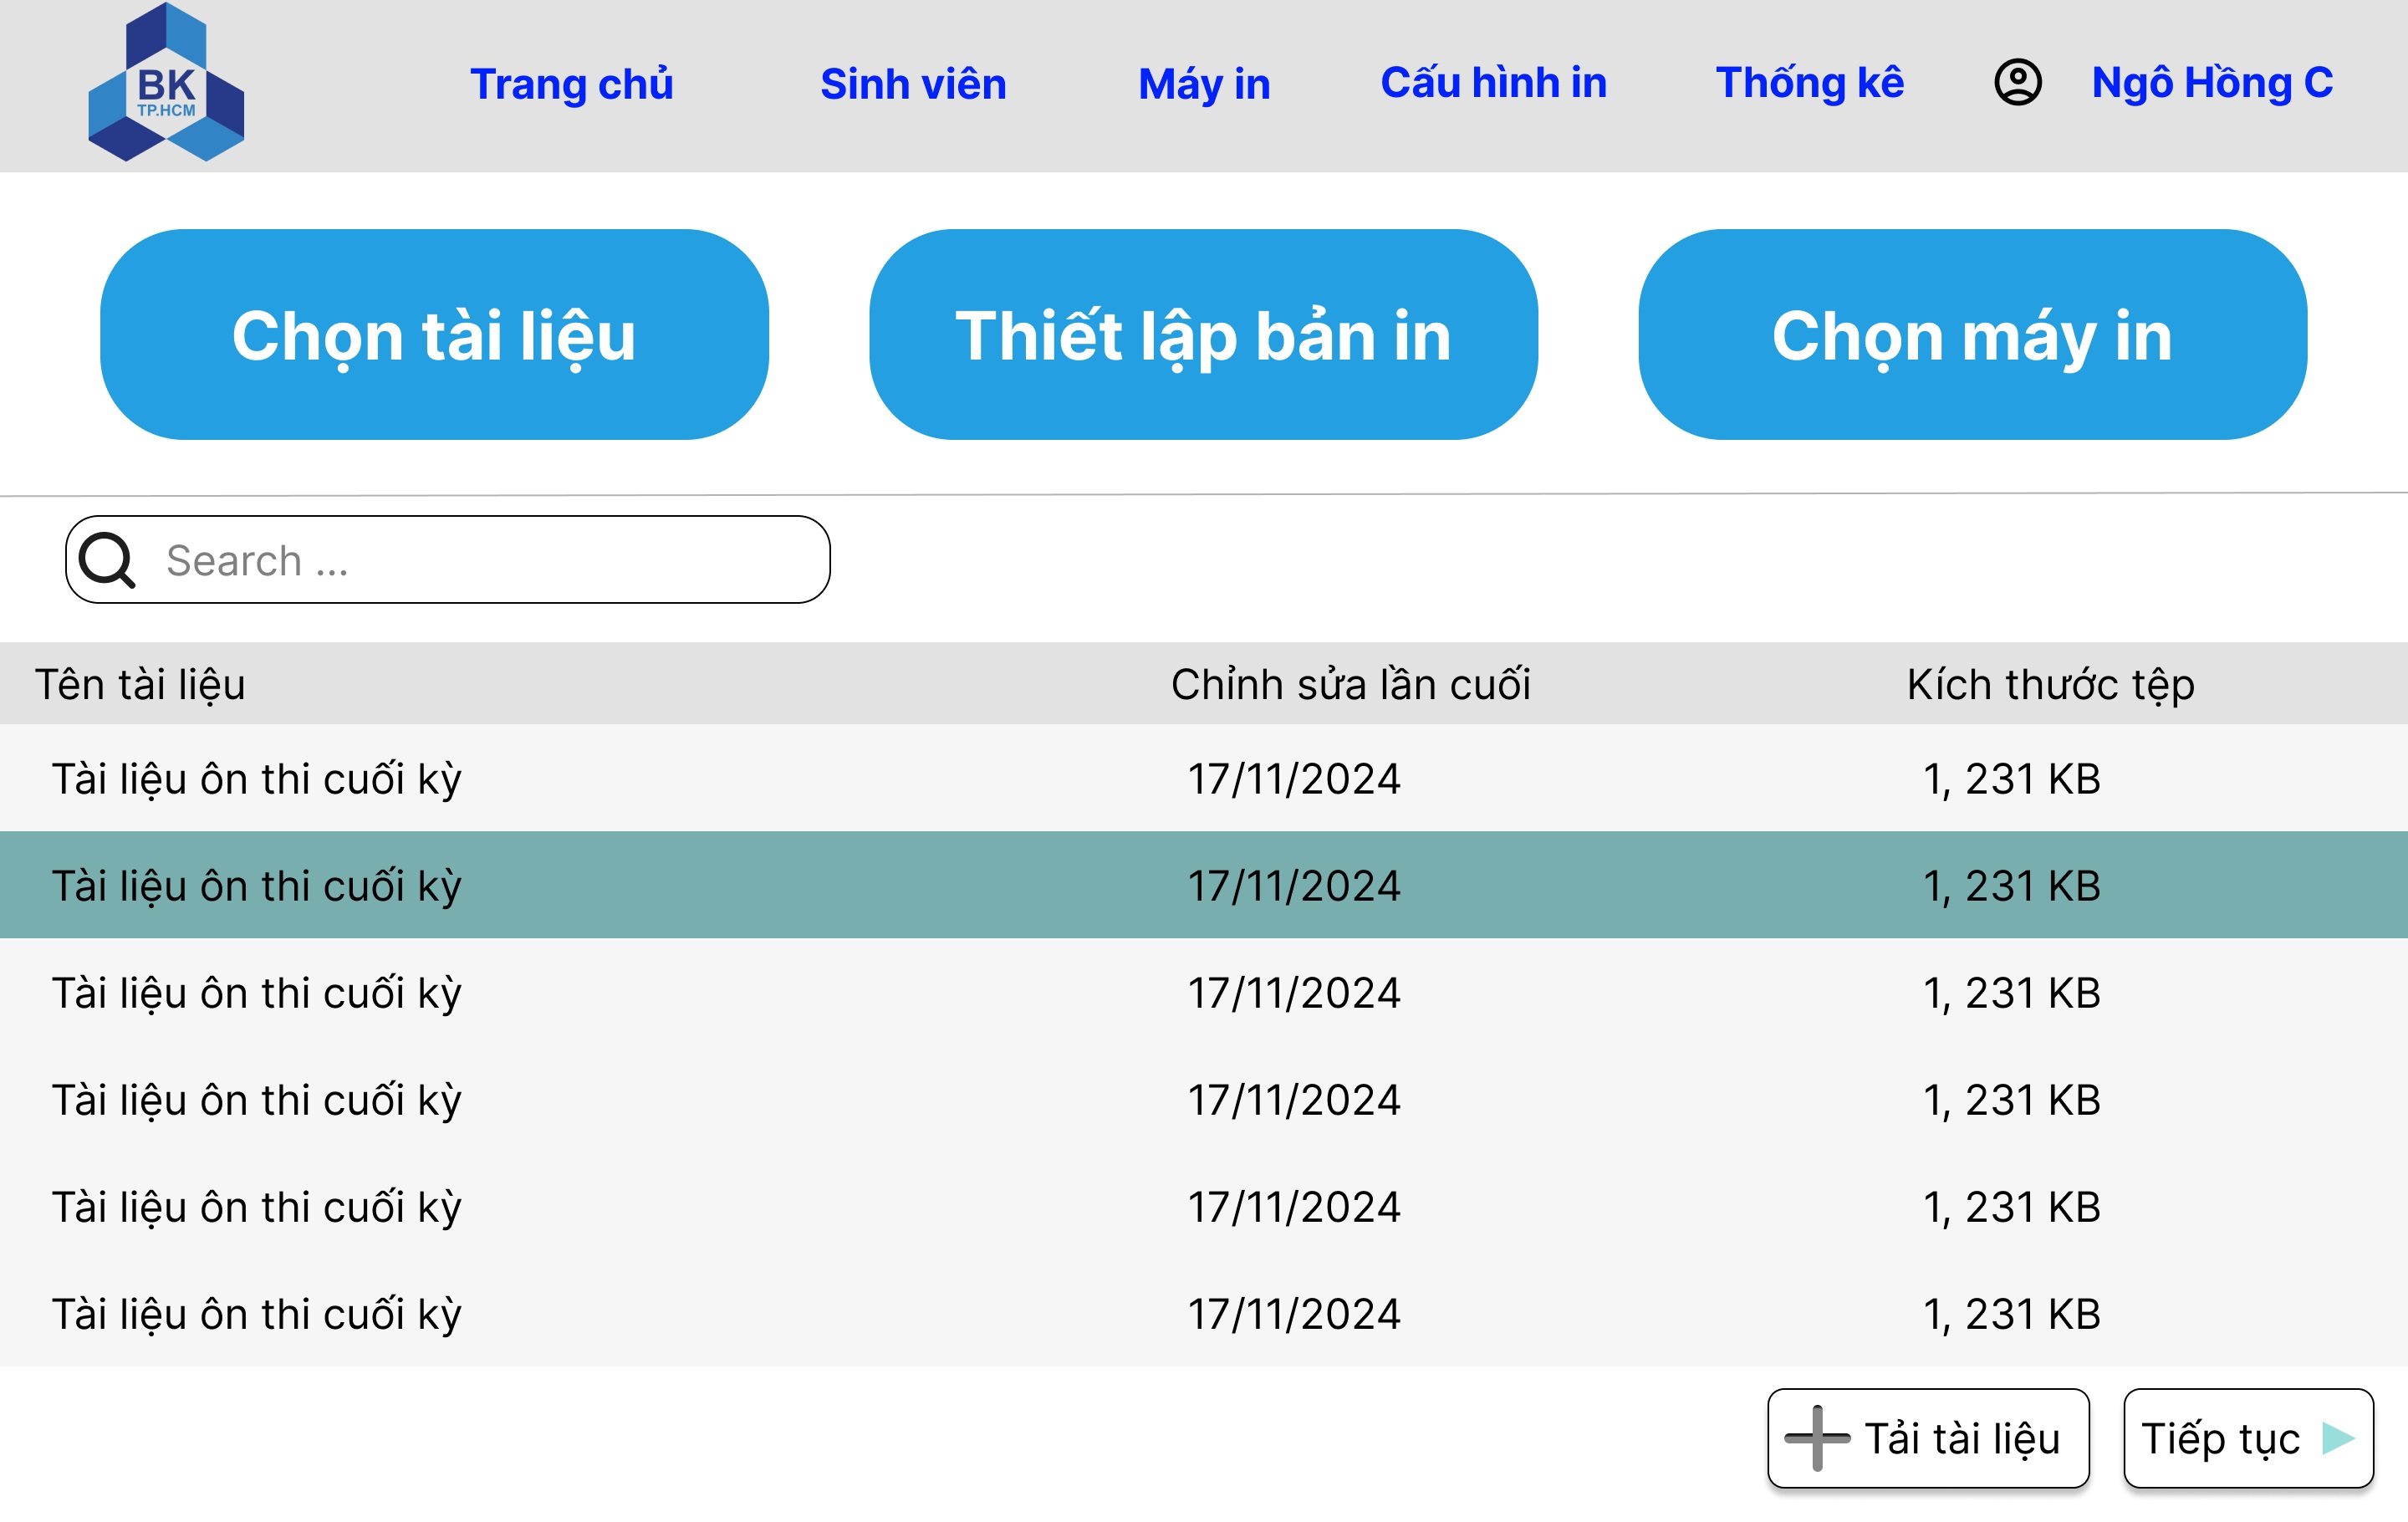 BK
TP.HCM
Trang chủ Sinh viên Máy in Cấu hình in Thống kê Ngô Hồng C
Chọn tài liệu Thiết lập bản in Chọn máy in
Search ...
Tên tài liệu Chỉnh sửa lần cuối Kích thước tệp
Tài liệu ôn thi cuối kỳ 17/11/2024 1, 231 KB
Tài liệu ôn thi cuối kỳ 17/11/2024 1, 231 KB
Tài liệu ôn thi cuối kỳ 17/11/2024 1, 231 KB
Tài liệu ôn thi cuối kỳ 17/11/2024 1, 231 KB
Tài liệu ôn thi cuối kỳ 17/11/2024 1, 231 KB
Tài liệu ôn thi cuối kỳ 17/11/2024 1, 231 KB
Tải tài liệu Tiếp tục